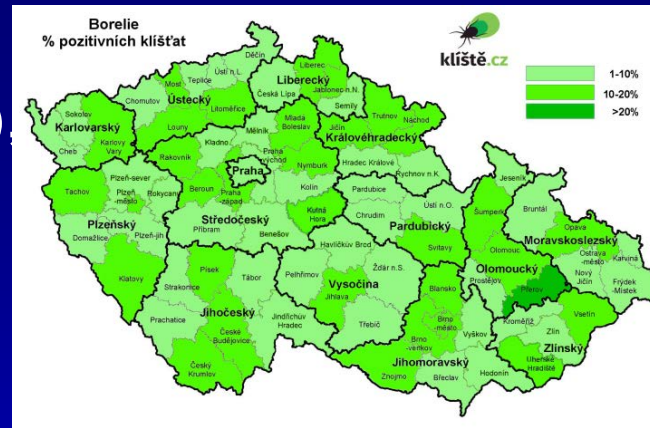 ),
Borelie
% pozitivních klíšťat
klíště.cz
1-10%
10-20%
>20%
Děčín
Liberec
Ústí n L.
Teplice
Liberecký
Jablonec n.N.
Most
Ústecký
Česká Lípa
Semily
Chomutov
Litoměřice
Trutnov
Sokolov
Mladá
Boleslav
Jičín
Náchod
Karlovarský
Louny
Mělník
Královéhradecký
Cheb
Karlovy
Vary
Kladno
Praha
východ
Rakovník
Praha
Nymburk
Hradec Králové
Rychnov n.K.
Tachov
Plzeň-sever
Beroun
Praha
západ
Kolín
Pardubice
Jeseník
Plzeň
-město
Rokycany
Kutná
Hora
Ústí n.O.
Bruntál
Plzeňský
Středočeský
Chrudim
Šumperk
Opava
Domažlice
Plzeň-jih
Příbram
Benešov
Pardubický
Moravskoslezský
Svitavy
Olomouc
Ostrava
-město
Karviná
Klatovy
Písek
Tábor
Havlíčkův Brod
Olomoucký
Nový
Jičín
Frýdek
-Místek
Pelhřimov
Žďár n.S.
Prostějov
Přerov
Strakonice
Vysočina
Blansko
Jihlava
Kroměříž
Vsetín
Prachatice
Jihočeský
Jindřichův
Hradec
Třebíč
Brno
-město
Vyškov
Zlín
České
Budějovice
Brno
-venkov
Zlínský
Český
Krumlov
Jihomoravský
Uherské
Hradiště
Znojmo
Břeclav
Hodonín